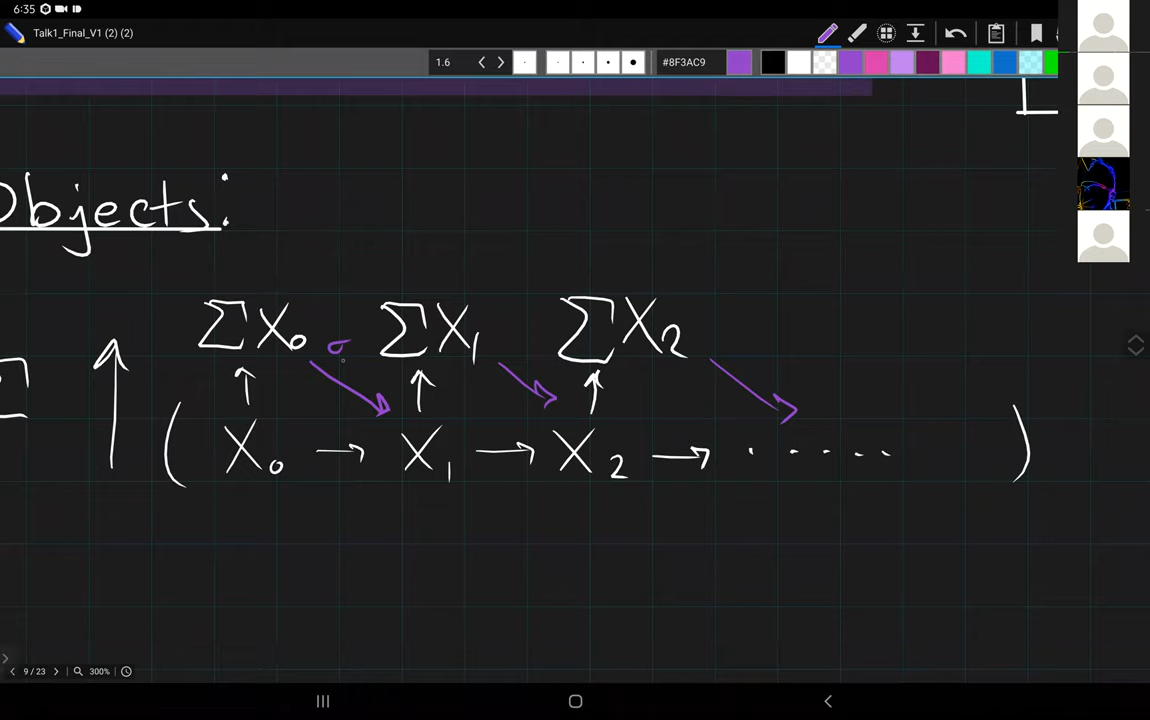 6:35
Talk1_Final_V1 (2) (2)
1.6 #8F3AC9
Objects:
ΣX₀ σ ΣX₁ ΣX₂
↑ ↑ ↑
( X₀ → X₁ → X₂ → ····· )
9 / 23 300%